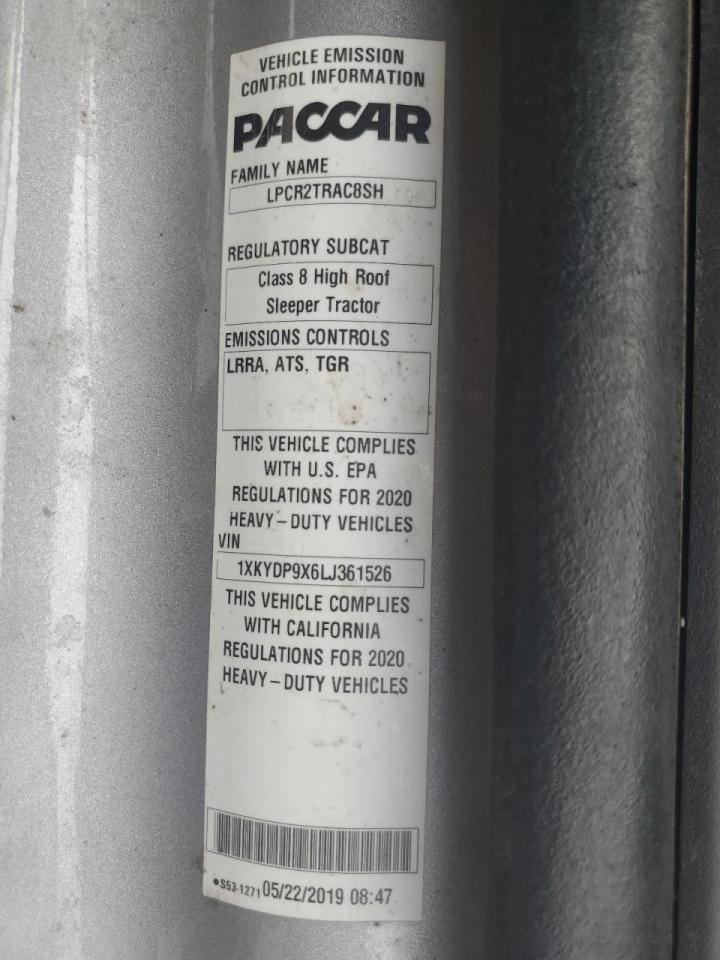 VEHICLE EMISSION
CONTROL INFORMATION
PACCAR
FAMILY NAME
LPCR2TRAC8SH
REGULATORY SUBCAT
Class 8 High Roof
Sleeper Tractor
EMISSIONS CONTROLS
LRRA, ATS, TGR
THIS VEHICLE COMPLIES
WITH U.S. EPA
REGULATIONS FOR 2020
HEAVY–DUTY VEHICLES
VIN
1XKYDP9X6LJ361526
THIS VEHICLE COMPLIES
WITH CALIFORNIA
REGULATIONS FOR 2020
HEAVY–DUTY VEHICLES
●S53-1271 05/22/2019 08:47